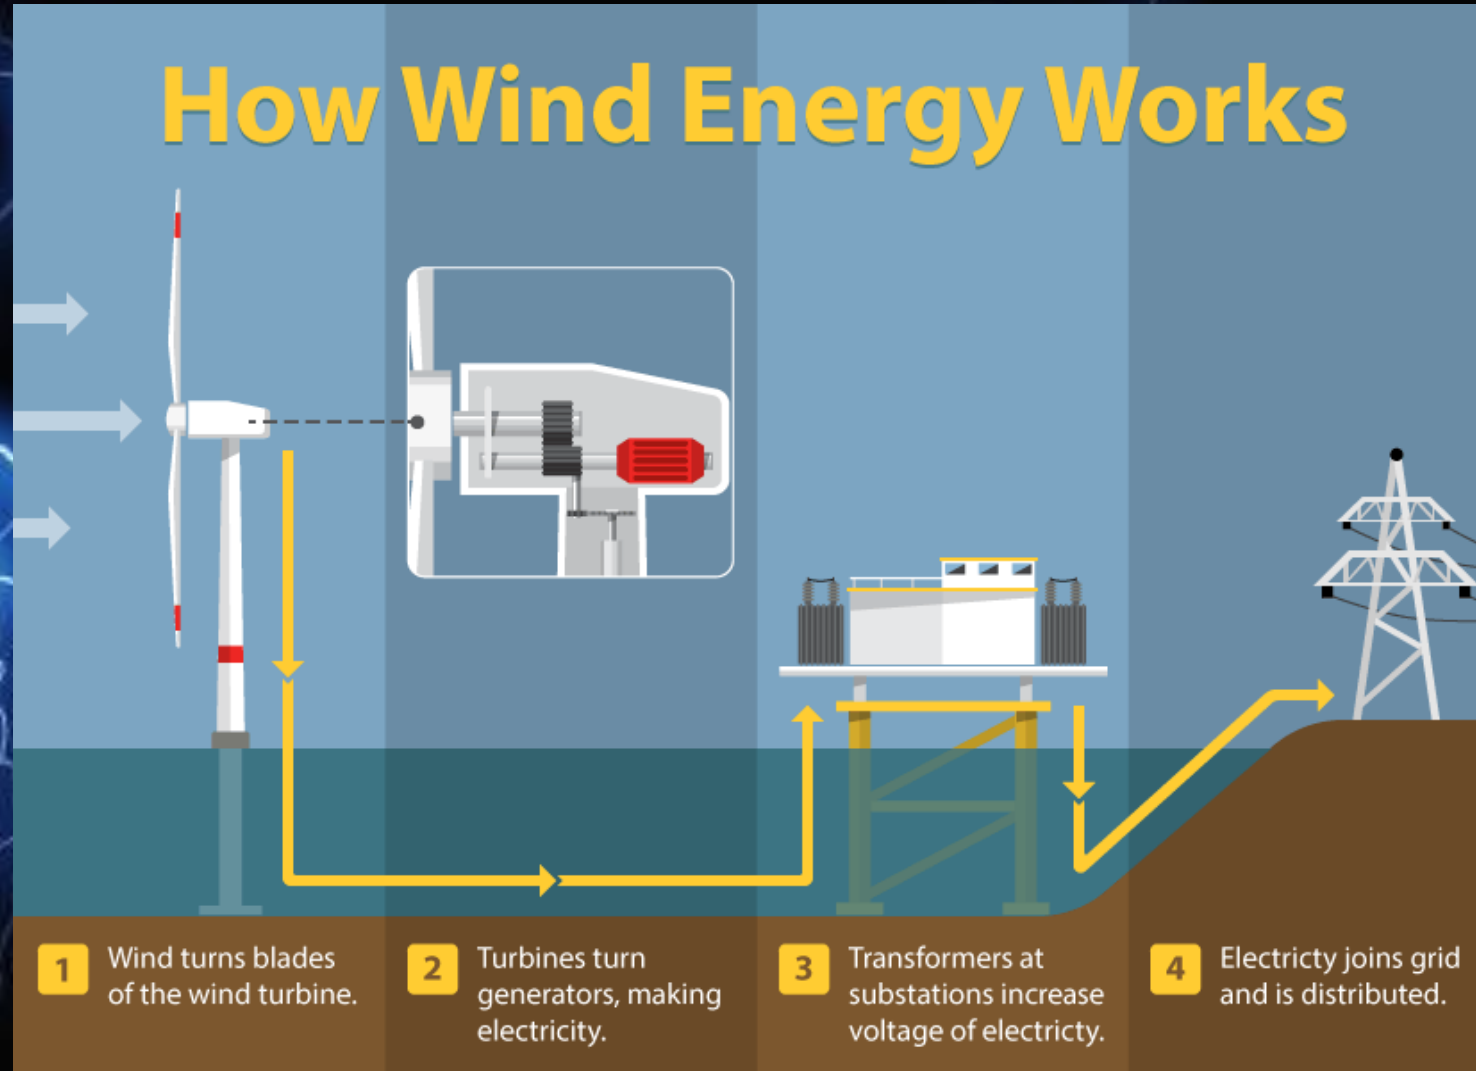 How Wind Energy Works
1
Wind turns blades
of the wind turbine.
2
Turbines turn
generators, making
electricity.
3
Transformers at
substations increase
voltage of electricty.
4
Electricty joins grid
and is distributed.